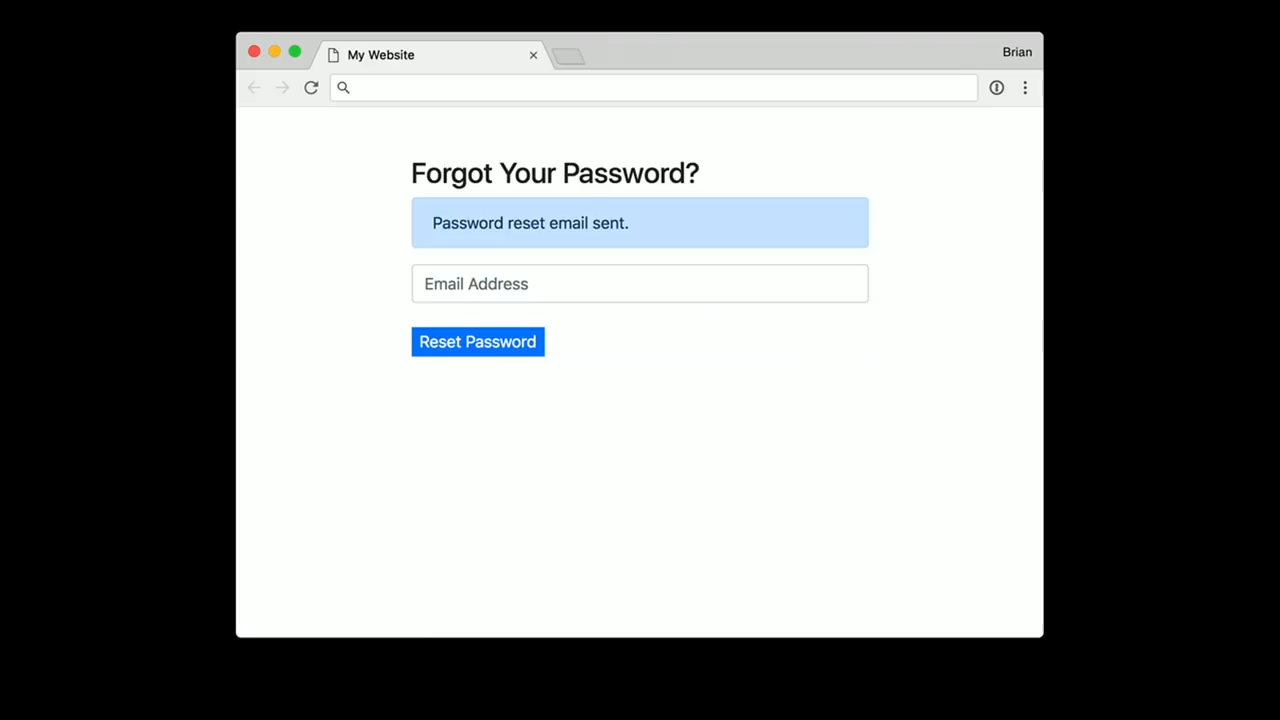 My Website
Brian
Forgot Your Password?
Password reset email sent.
Email Address
Reset Password